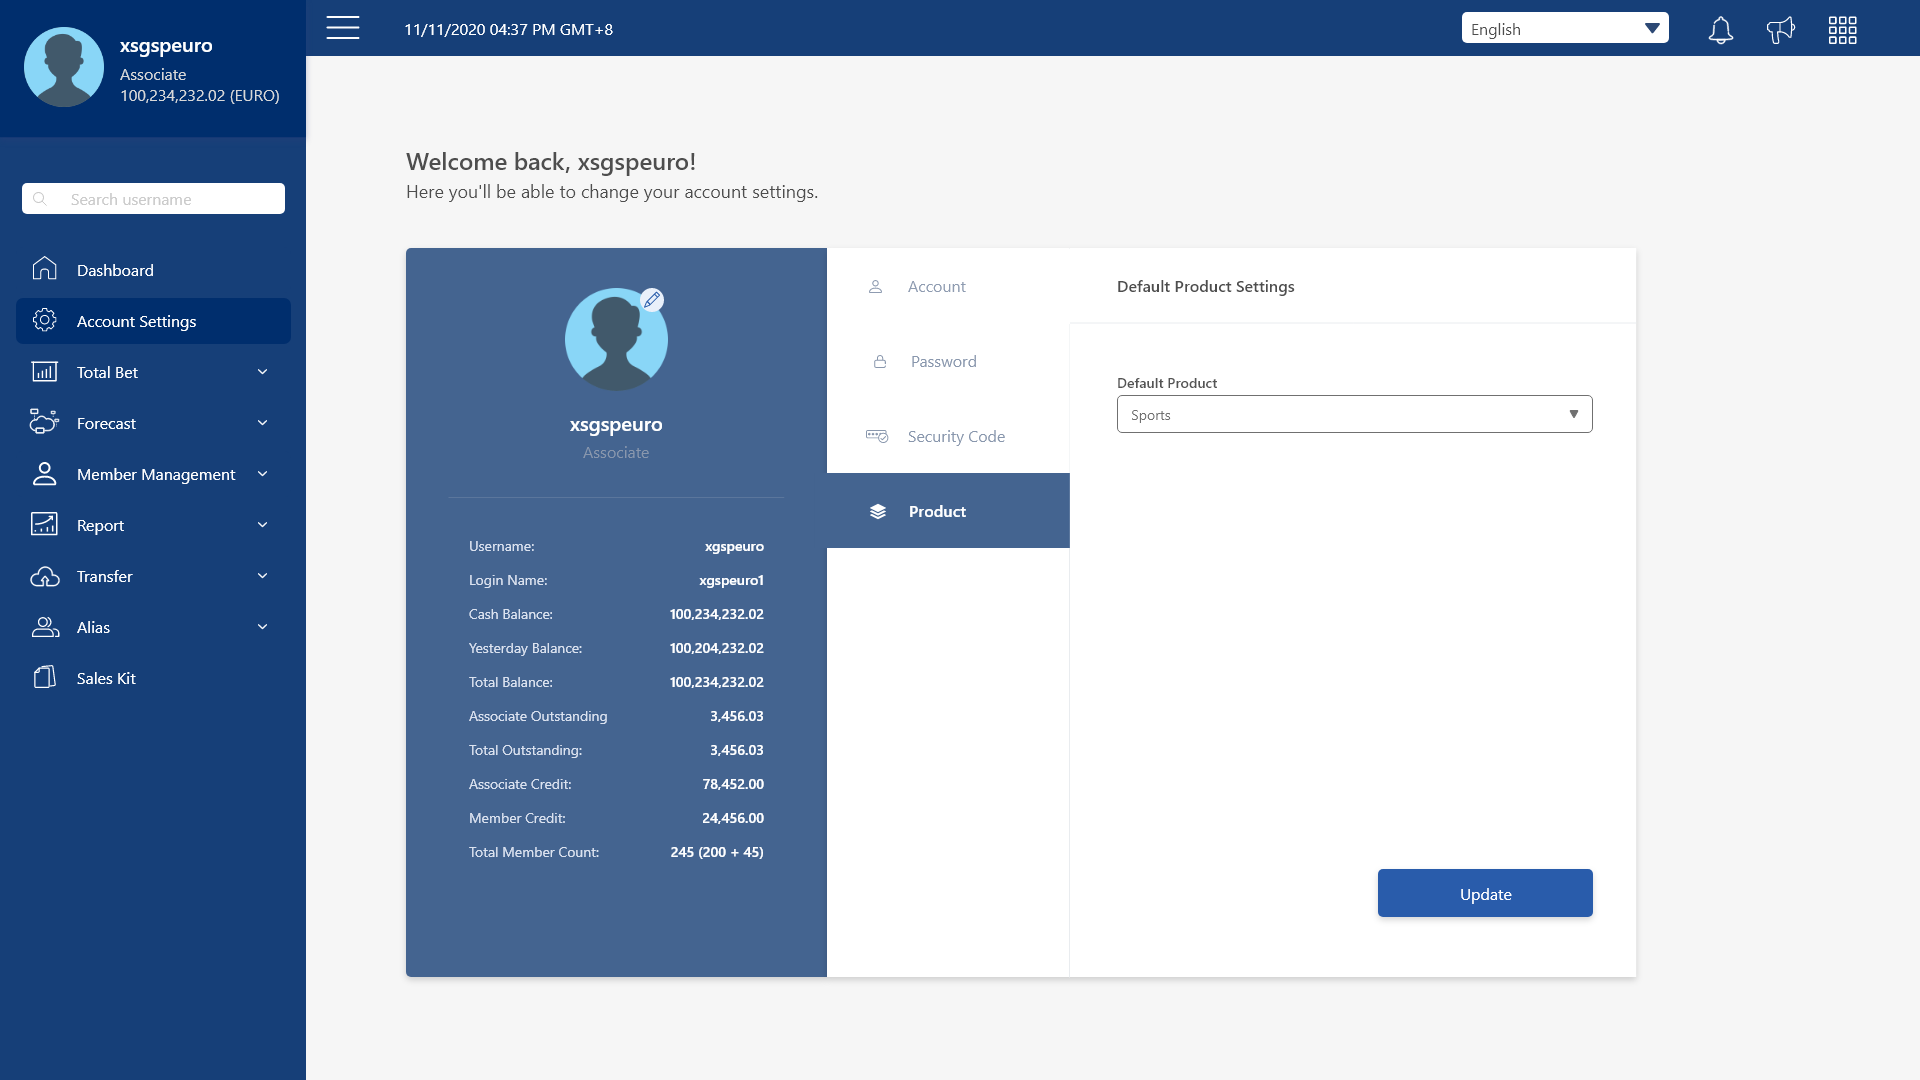 xsgspeuro
Associate
100,234,232.02 (EURO)
11/11/2020 04:37 PM GMT+8
English
Search username
Dashboard
Account Settings
Total Bet
Forecast
Member Management
Report
Transfer
Alias
Sales Kit
Welcome back, xsgspeuro!
Here you'll be able to change your account settings.
xsgspeuro
Associate
Username: xgspeuro
Login Name: xgspeuro1
Cash Balance: 100,234,232.02
Yesterday Balance: 100,204,232.02
Total Balance: 100,234,232.02
Associate Outstanding 3,456.03
Total Outstanding: 3,456.03
Associate Credit: 78,452.00
Member Credit: 24,456.00
Total Member Count: 245 (200 + 45)
Account
Password
Security Code
Product
Default Product Settings
Default Product
Sports
Update